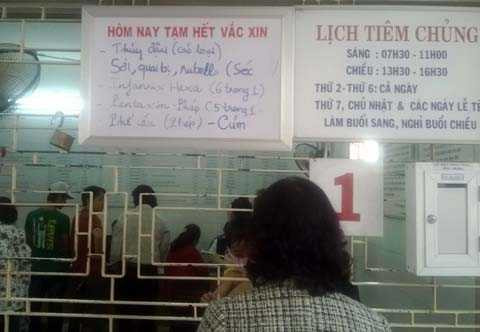 HÔM NAY TẠM HẾT VẮC XIN
- Thủy đậu (các loại)
- Sởi, quai bị, rubella (Séc
- Infanrix Hexa (6 trong 1)
- Pentaxim Pháp (5 trong 1
- Phế cầu (Pháp) - Cúm
LỊCH TIÊM CHỦNG
SÁNG : 07H30 - 11H00
CHIỀU : 13H30 - 16H30
THỨ 2 - THỨ 6: CẢ NGÀY
THỨ 7, CHỦ NHẬT & CÁC NGÀY LỄ
LÀM BUỔI SÁNG, NGHỈ BUỔI CHIỀU
1